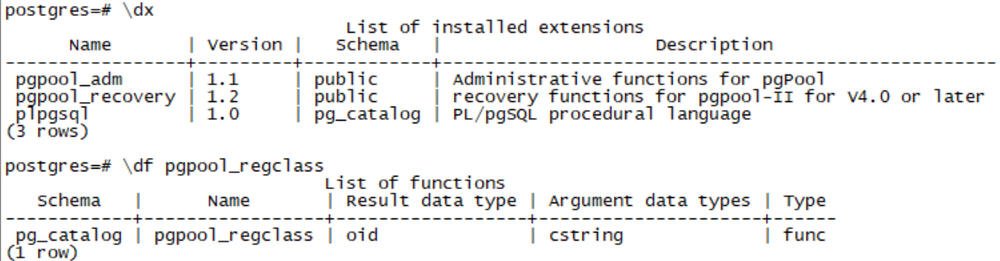 postgres=# \dx
List of installed extensions
Name | Version | Schema | Description
-----------------+---------+------------+-----------------------------------------------------
pgpool_adm | 1.1 | public | Administrative functions for pgPool
pgpool_recovery | 1.2 | public | recovery functions for pgpool-II for V4.0 or later
plpgsql | 1.0 | pg_catalog | PL/pgSQL procedural language
(3 rows)
postgres=# \df pgpool_regclass
List of functions
Schema | Name | Result data type | Argument data types | Type
------------+-----------------+------------------+---------------------+------
pg_catalog | pgpool_regclass | oid | cstring | func
(1 row)